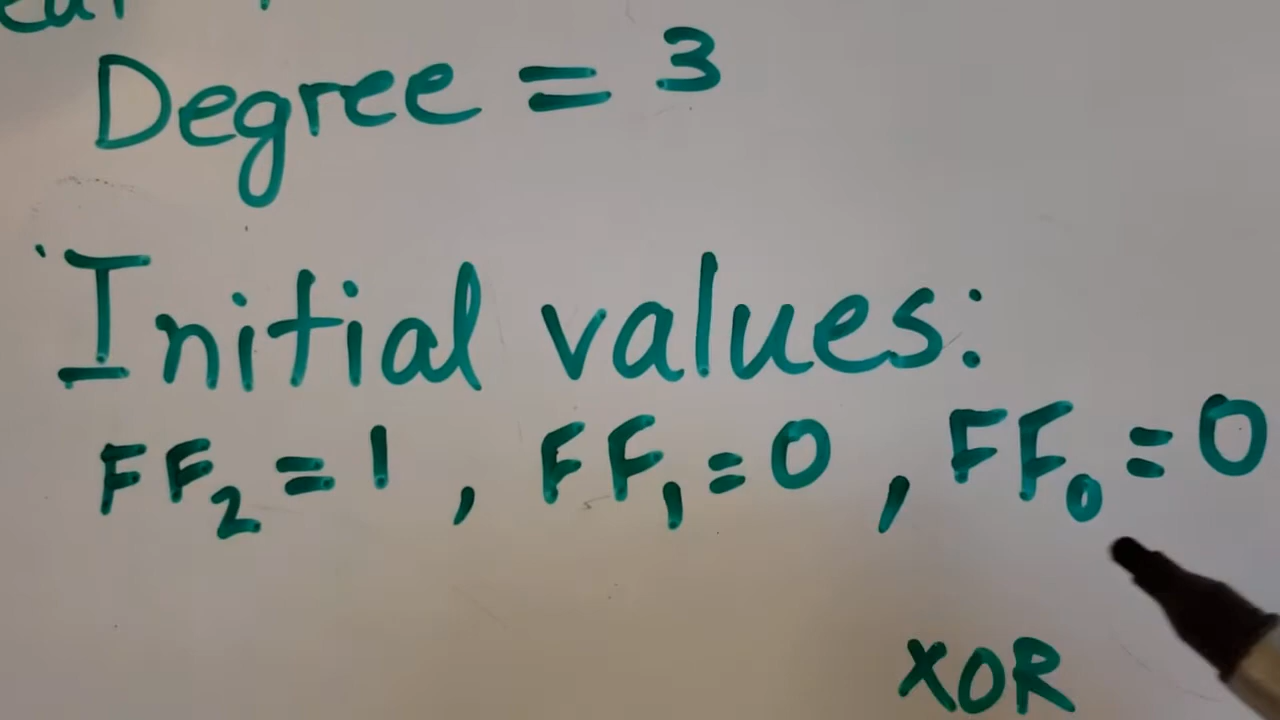 Degree = 3
Initial values:
FF₂ = 1 , FF₁ = 0 , FF₀ = 0
XOR